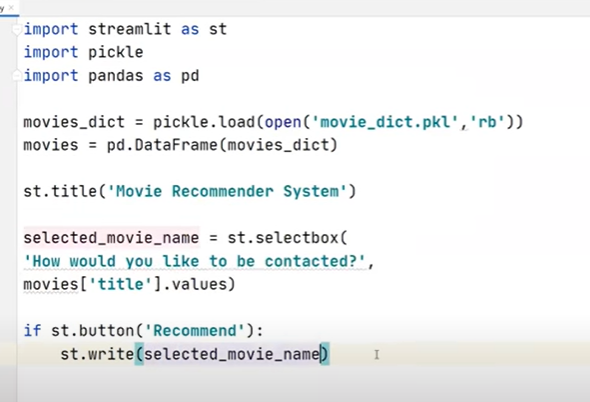 import streamlit as st
import pickle
import pandas as pd
movies_dict = pickle.load(open('movie_dict.pkl','rb'))
movies = pd.DataFrame(movies_dict)
st.title('Movie Recommender System')
selected_movie_name = st.selectbox(
'How would you like to be contacted?',
movies['title'].values)
if st.button('Recommend'):
    st.write(selected_movie_name)